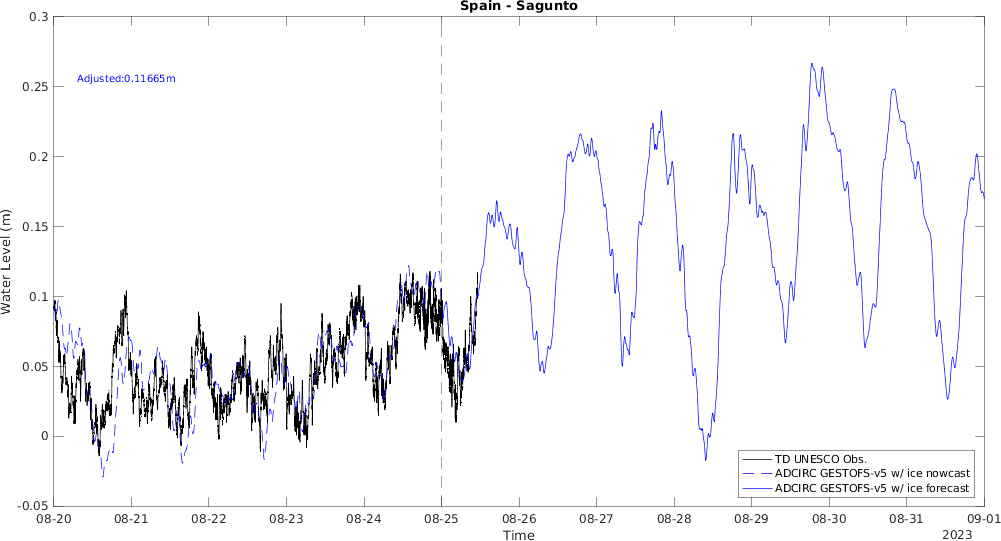 Spain - Sagunto
0.3
0.25
0.2
0.15
0.1
0.05
0
-0.05
Water Level (m)
Adjusted:0.11665m
TD UNESCO Obs.
ADCIRC GESTOFS-v5 w/ ice nowcast
ADCIRC GESTOFS-v5 w/ ice forecast
08-20 08-21 08-22 08-23 08-24 08-25 08-26 08-27 08-28 08-29 08-30 08-31 09-01
Time
2023